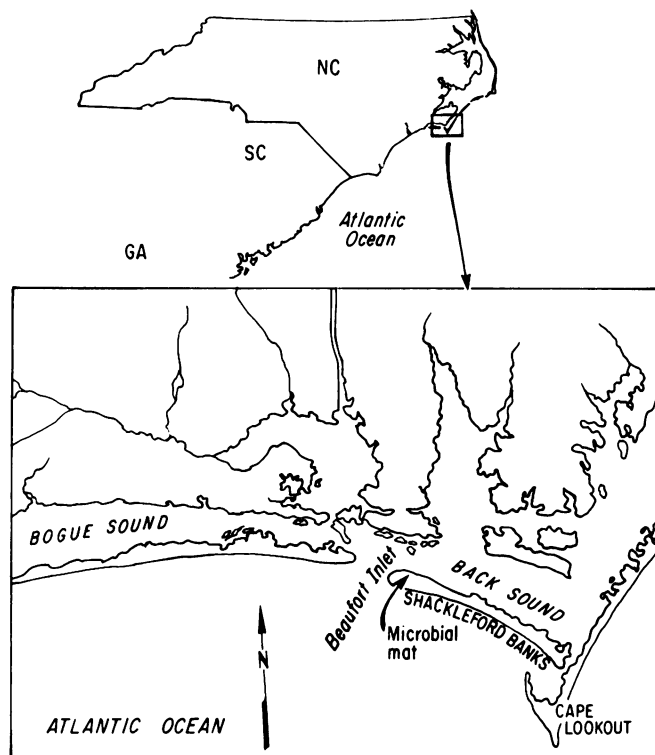 NC
SC
Atlantic
Ocean
GA
BOGUE SOUND
Beaufort Inlet
BACK SOUND
SHACKLEFORD BANKS
Microbial
mat
N
CAPE
LOOKOUT
ATLANTIC OCEAN